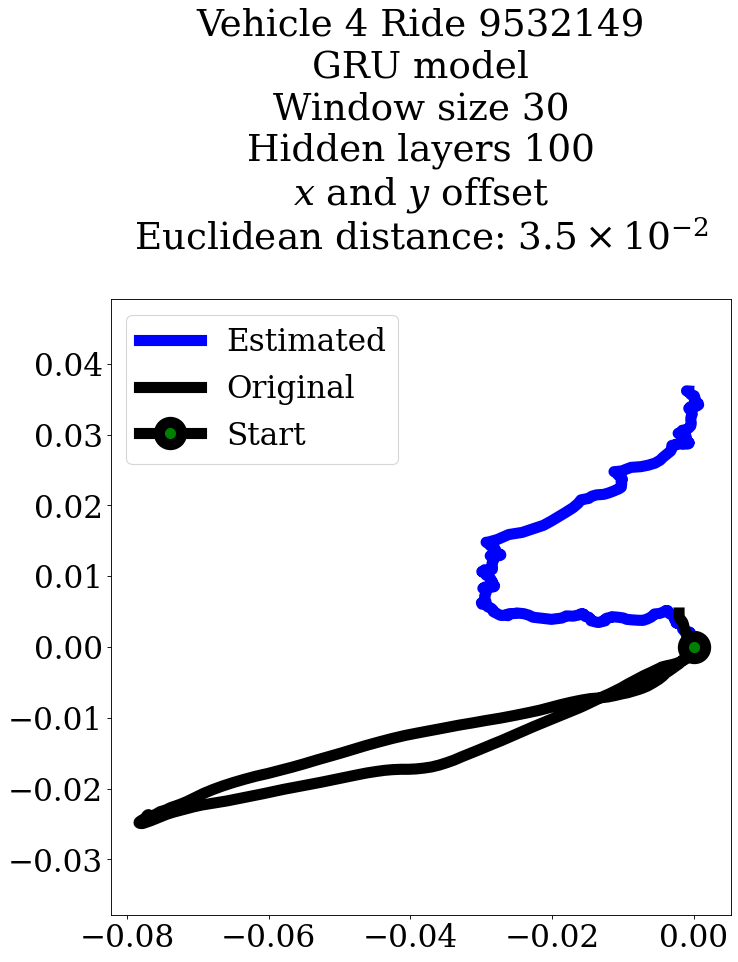 Vehicle 4 Ride 9532149
GRU model
Window size 30
Hidden layers 100
x and y offset
Euclidean distance: 3.5 × 10⁻²
Estimated
Original
Start
0.04
0.03
0.02
0.01
0.00
−0.01
−0.02
−0.03
−0.08 −0.06 −0.04 −0.02 0.00